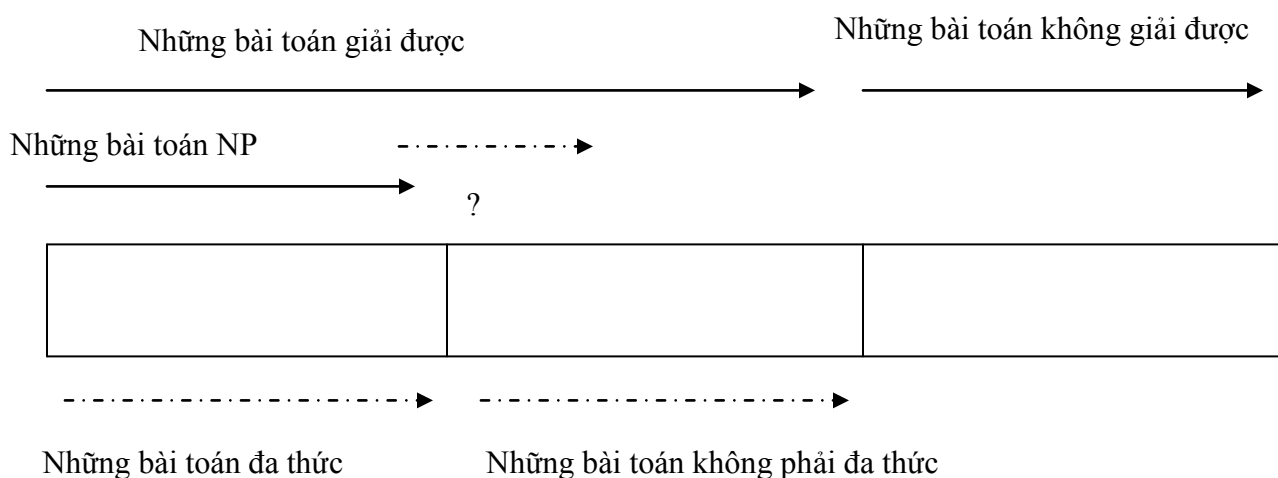 Những bài toán giải được
Những bài toán không giải được
Những bài toán NP
?
Những bài toán đa thức
Những bài toán không phải đa thức